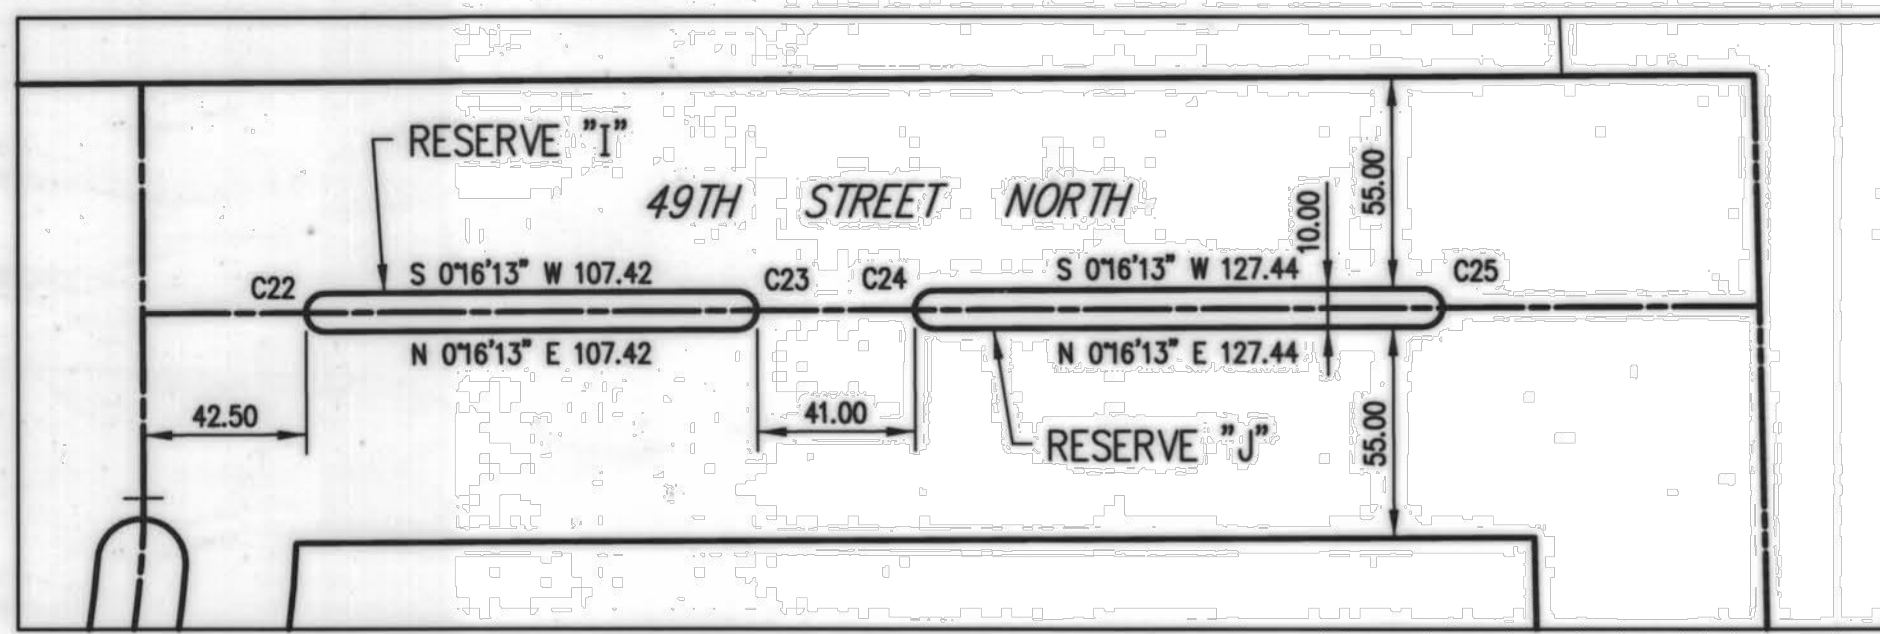 RESERVE "I"
49TH STREET NORTH
10.00
55.00
C22
S 0°16'13" W 107.42
C23
C24
S 0°16'13" W 127.44
C25
N 0°16'13" E 107.42
N 0°16'13" E 127.44
42.50
41.00
RESERVE "J"
55.00